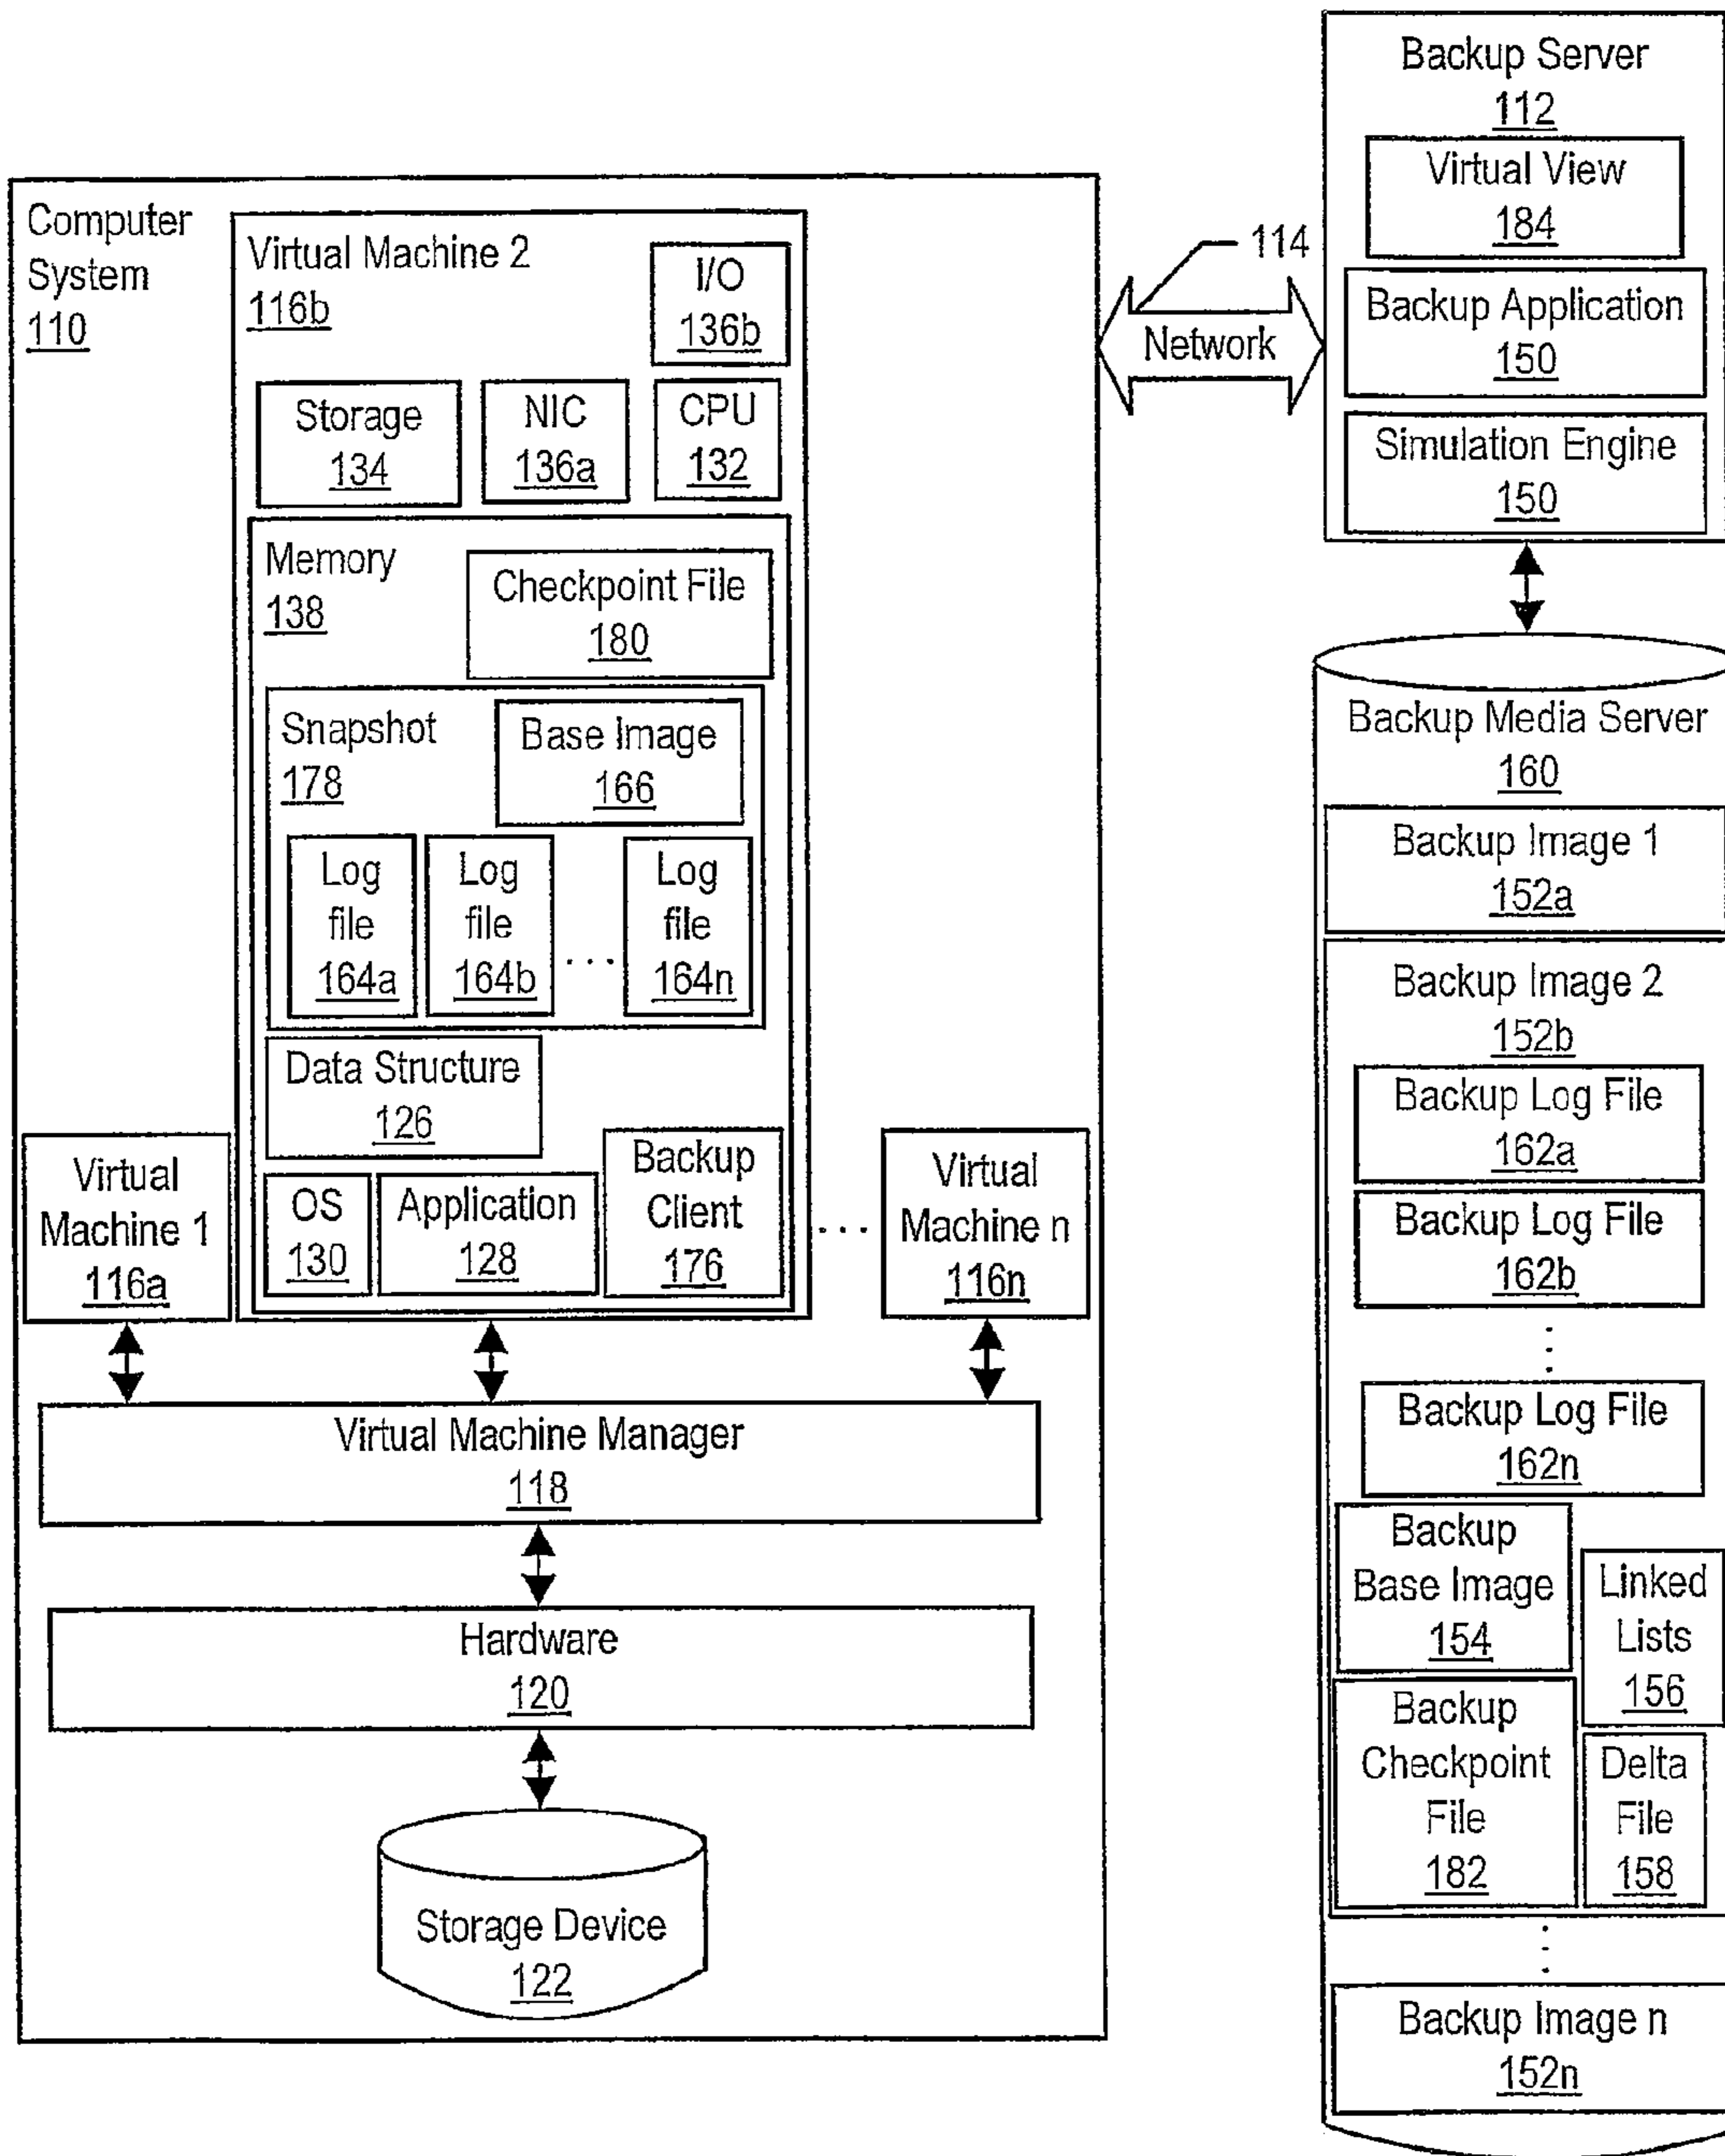 Computer
System
110
Virtual Machine 2
116b
I/O
136b
Storage
134
NIC
136a
CPU
132
Memory
138
Checkpoint File
180
Snapshot
178
Base Image
166
Log
file
164a
Log
file
164b
...
Log
file
164n
Data Structure
126
OS
130
Application
128
Backup
Client
176
Virtual
Machine 1
116a
...
Virtual
Machine n
116n
Virtual Machine Manager
118
Hardware
120
Storage Device
122
114
Network
Backup Server
112
Virtual View
184
Backup Application
150
Simulation Engine
150
Backup Media Server
160
Backup Image 1
152a
Backup Image 2
152b
Backup Log File
162a
Backup Log File
162b
...
Backup Log File
162n
Backup
Base Image
154
Linked
Lists
156
Backup
Checkpoint
File
182
Delta
File
158
...
Backup Image n
152n